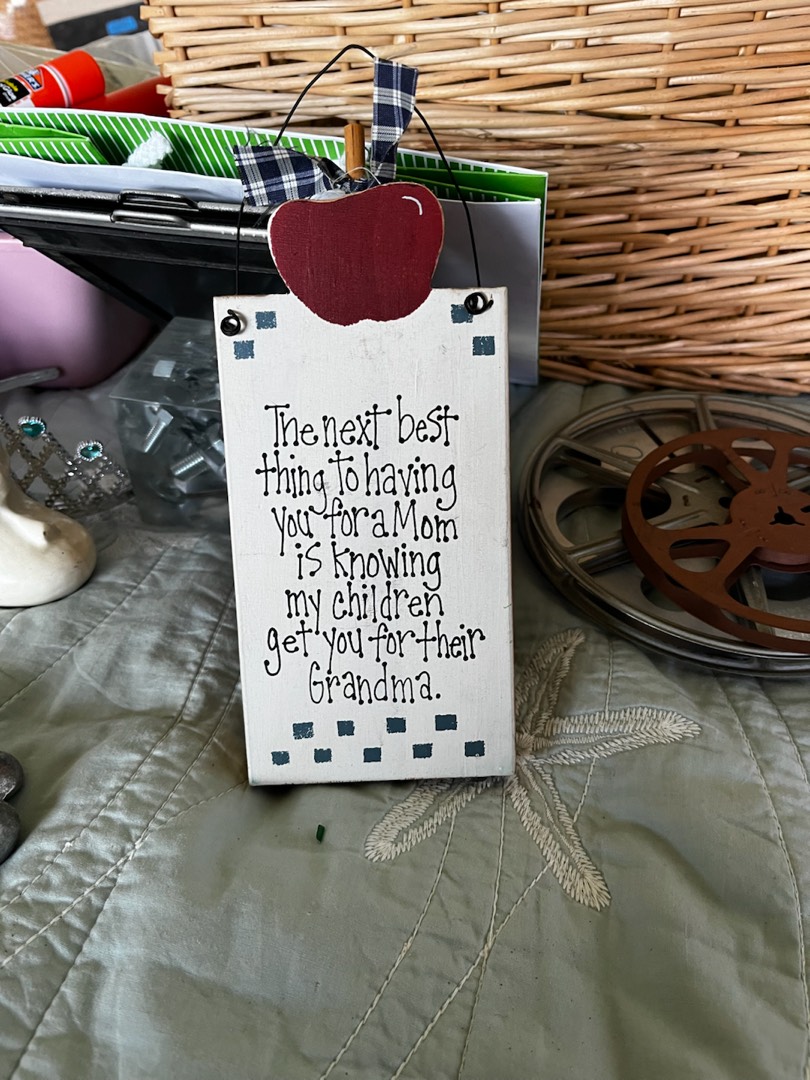 The next best
thing to having
you for a Mom
is knowing
my children
get you for their
Grandma.